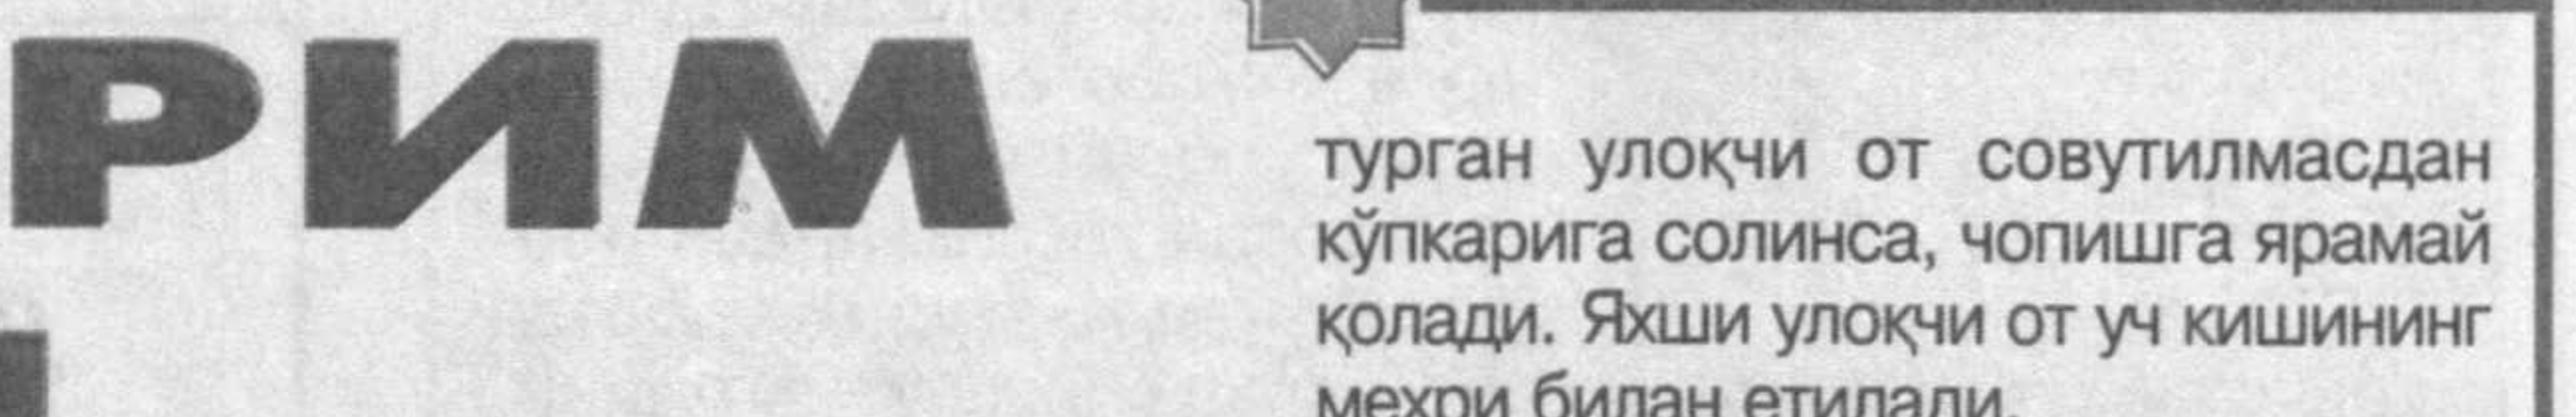 РИМ
турган улоқчи от совутилмасдан
кўпкарига солинса, чопишга ярамай
қолади. Яхши улоқчи от уч кишининг
меҳри билан етилади.